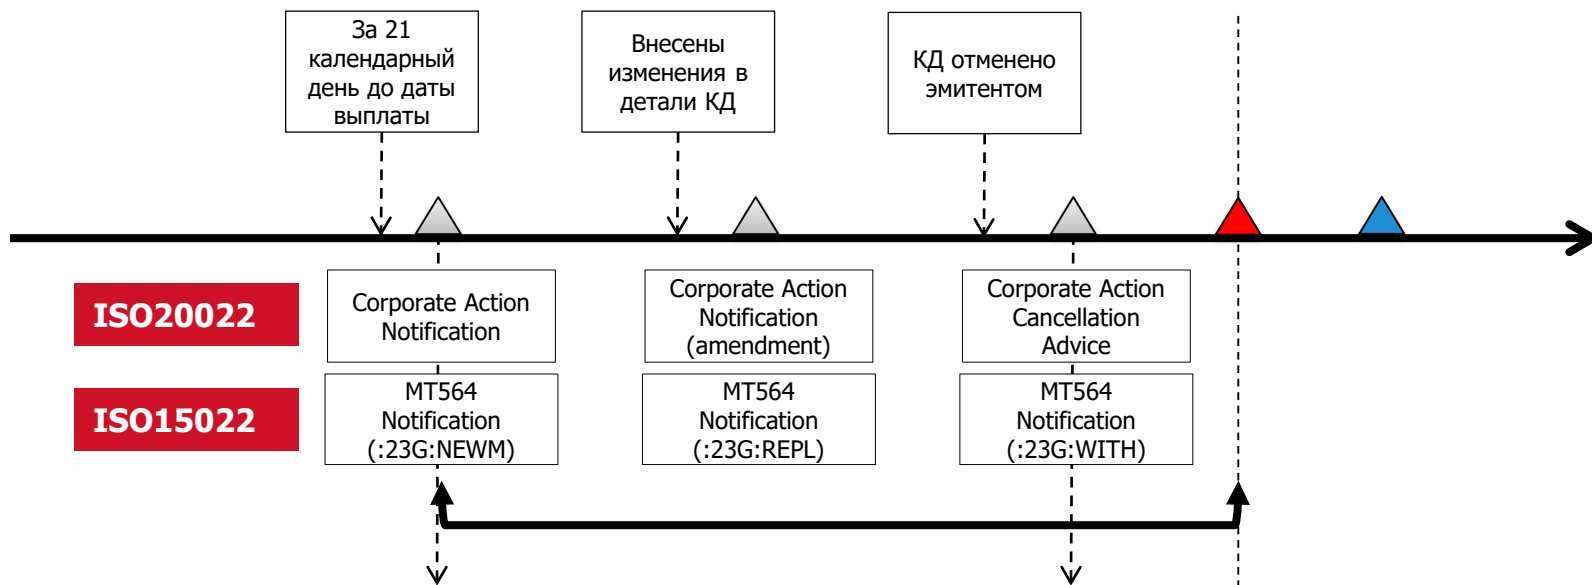 За 21
календарный
день до даты
выплаты
Внесены
изменения в
детали КД
КД отменено
эмитентом
ISO20022
Corporate Action
Notification
Corporate Action
Notification
(amendment)
Corporate Action
Cancellation
Advice
ISO15022
MT564
Notification
(:23G:NEWM)
MT564
Notification
(:23G:REPL)
MT564
Notification
(:23G:WITH)